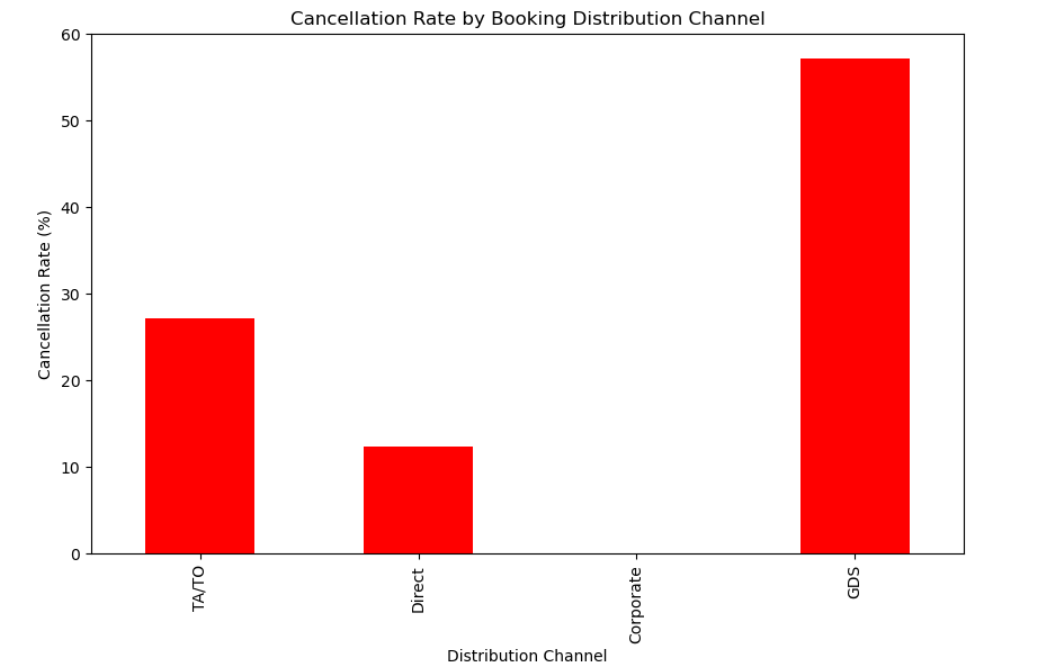 Cancellation Rate by Booking Distribution Channel
60
50
40
30
20
10
0
Cancellation Rate (%)
TA/TO
Direct
Corporate
GDS
Distribution Channel